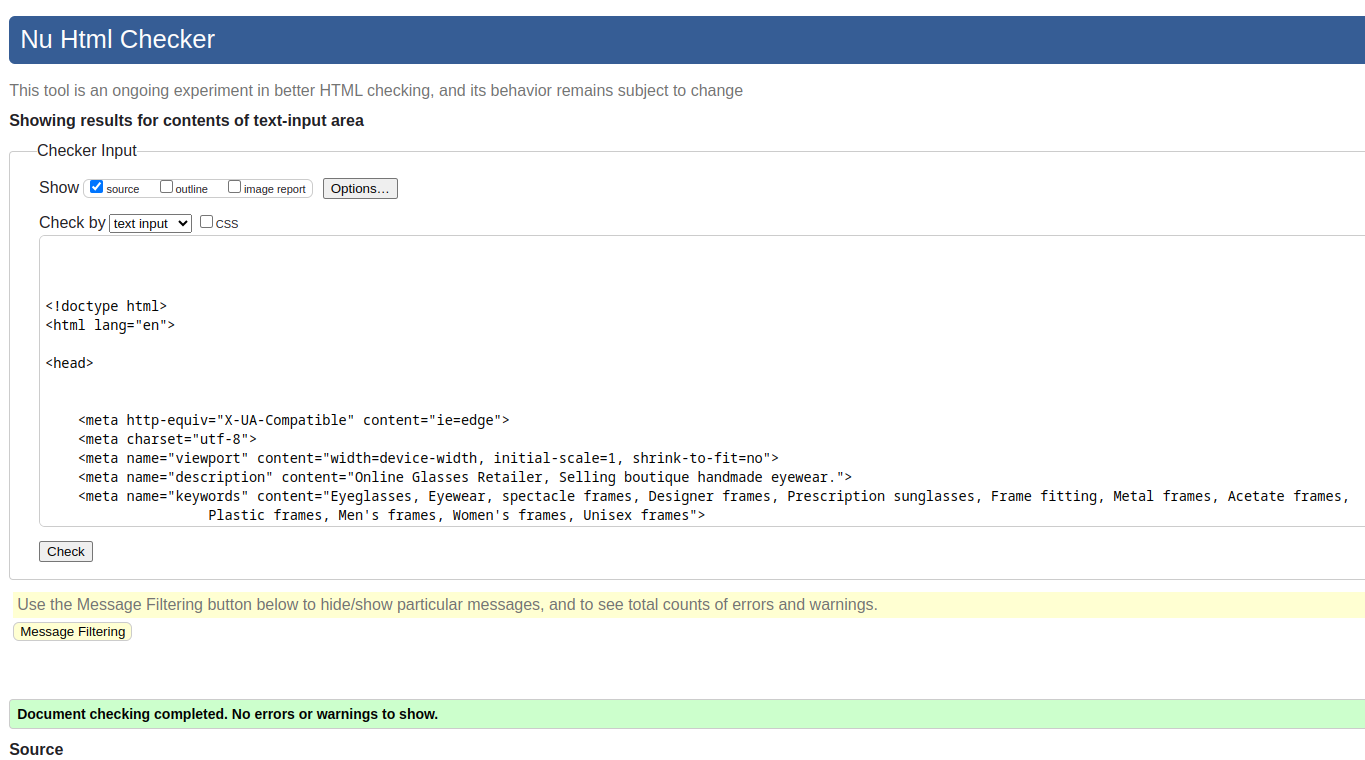 Nu Html Checker
This tool is an ongoing experiment in better HTML checking, and its behavior remains subject to change
Showing results for contents of text-input area
Checker Input
Show source outline image report Options...
Check by text input CSS
<!doctype html>
<html lang="en">
<head>
<meta http-equiv="X-UA-Compatible" content="ie=edge">
<meta charset="utf-8">
<meta name="viewport" content="width=device-width, initial-scale=1, shrink-to-fit=no">
<meta name="description" content="Online Glasses Retailer, Selling boutique handmade eyewear.">
<meta name="keywords" content="Eyeglasses, Eyewear, spectacle frames, Designer frames, Prescription sunglasses, Frame fitting, Metal frames, Acetate frames,
Plastic frames, Men's frames, Women's frames, Unisex frames">
Check
Use the Message Filtering button below to hide/show particular messages, and to see total counts of errors and warnings.
Message Filtering
Document checking completed. No errors or warnings to show.
Source